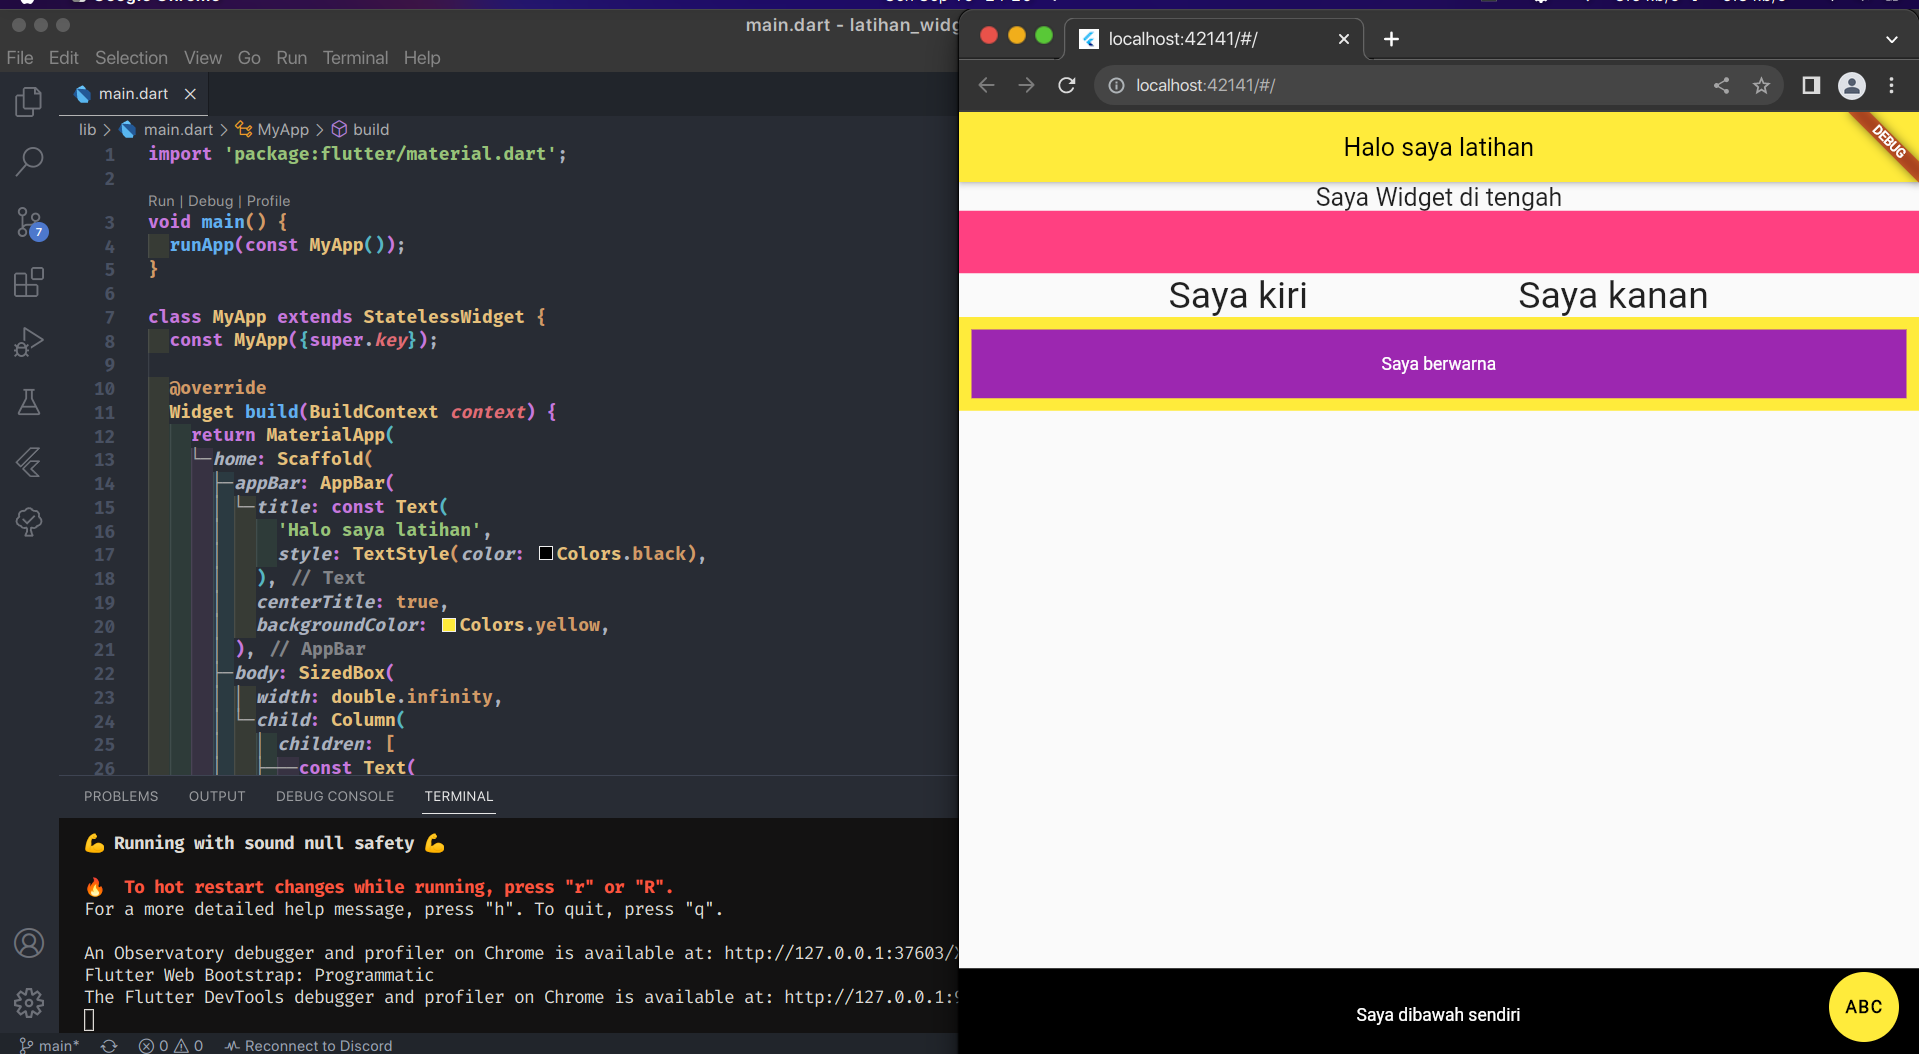 main.dart - latihan_widg
File Edit Selection View Go Run Terminal Help
main.dart
lib > main.dart > MyApp > build
1 import 'package:flutter/material.dart';
2
Run | Debug | Profile
3 void main() {
4 runApp(const MyApp());
5 }
6
7 class MyApp extends StatelessWidget {
8 const MyApp({super.key});
9
10 @override
11 Widget build(BuildContext context) {
12 return MaterialApp(
13 home: Scaffold(
14 appBar: AppBar(
15 title: const Text(
16 'Halo saya latihan',
17 style: TextStyle(color: Colors.black),
18 ), // Text
19 centerTitle: true,
20 backgroundColor: Colors.yellow,
21 ), // AppBar
22 body: SizedBox(
23 width: double.infinity,
24 child: Column(
25 children: [
26 const Text(
7
PROBLEMS OUTPUT DEBUG CONSOLE TERMINAL
💪 Running with sound null safety 💪
🔥 To hot restart changes while running, press "r" or "R".
For a more detailed help message, press "h". To quit, press "q".
An Observatory debugger and profiler on Chrome is available at: http://127.0.0.1:37603/
Flutter Web Bootstrap: Programmatic
The Flutter DevTools debugger and profiler on Chrome is available at: http://127.0.0.1:9
main* 0 0 Reconnect to Discord
localhost:42141/#/
localhost:42141/#/
Halo saya latihan
DEBUG
Saya Widget di tengah
Saya kiri Saya kanan
Saya berwarna
Saya dibawah sendiri
ABC